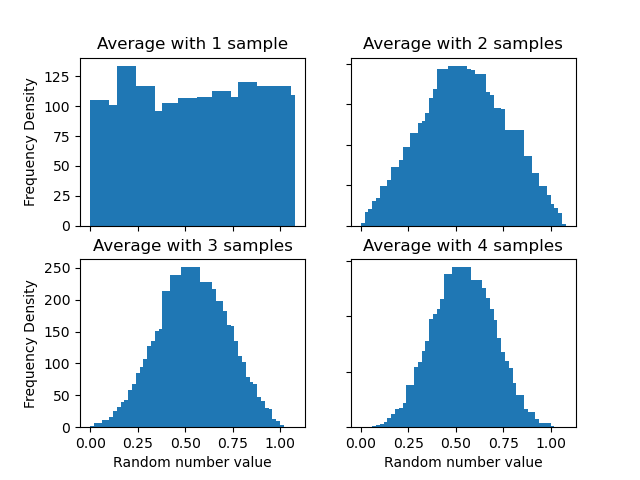 Average with 1 sample
Average with 2 samples
125
100
75
50
25
0
Frequency Density
Average with 3 samples
Average with 4 samples
250
200
150
100
50
0
Frequency Density
0.00 0.25 0.50 0.75 1.00
0.00 0.25 0.50 0.75 1.00
Random number value
Random number value